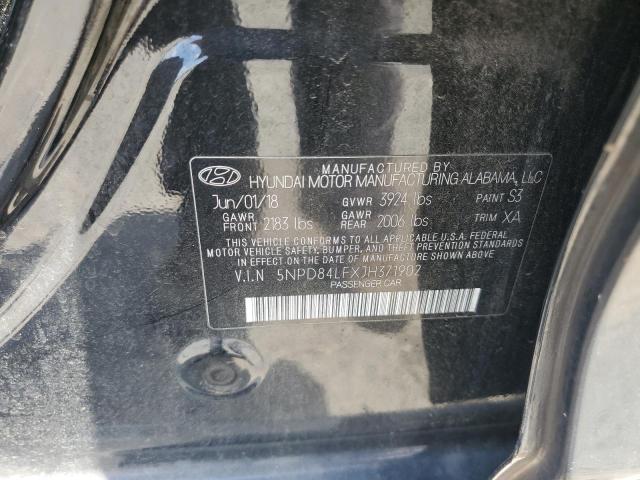 MANUFACTURED BY
HYUNDAI MOTOR MANUFACTURING ALABAMA, LLC
Jun/01/18 GVWR 3924 lbs PAINT S3
GAWR FRONT 2183 lbs GAWR REAR 2006 lbs TRIM XA
THIS VEHICLE CONFORMS TO ALL APPLICABLE U.S.A. FEDERAL
MOTOR VEHICLE SAFETY, BUMPER, AND THEFT PREVENTION STANDARDS
IN EFFECT ON THE DATE OF MANUFACTURE SHOWN ABOVE.
V.I.N 5NPD84LFXJH371902
PASSENGER CAR